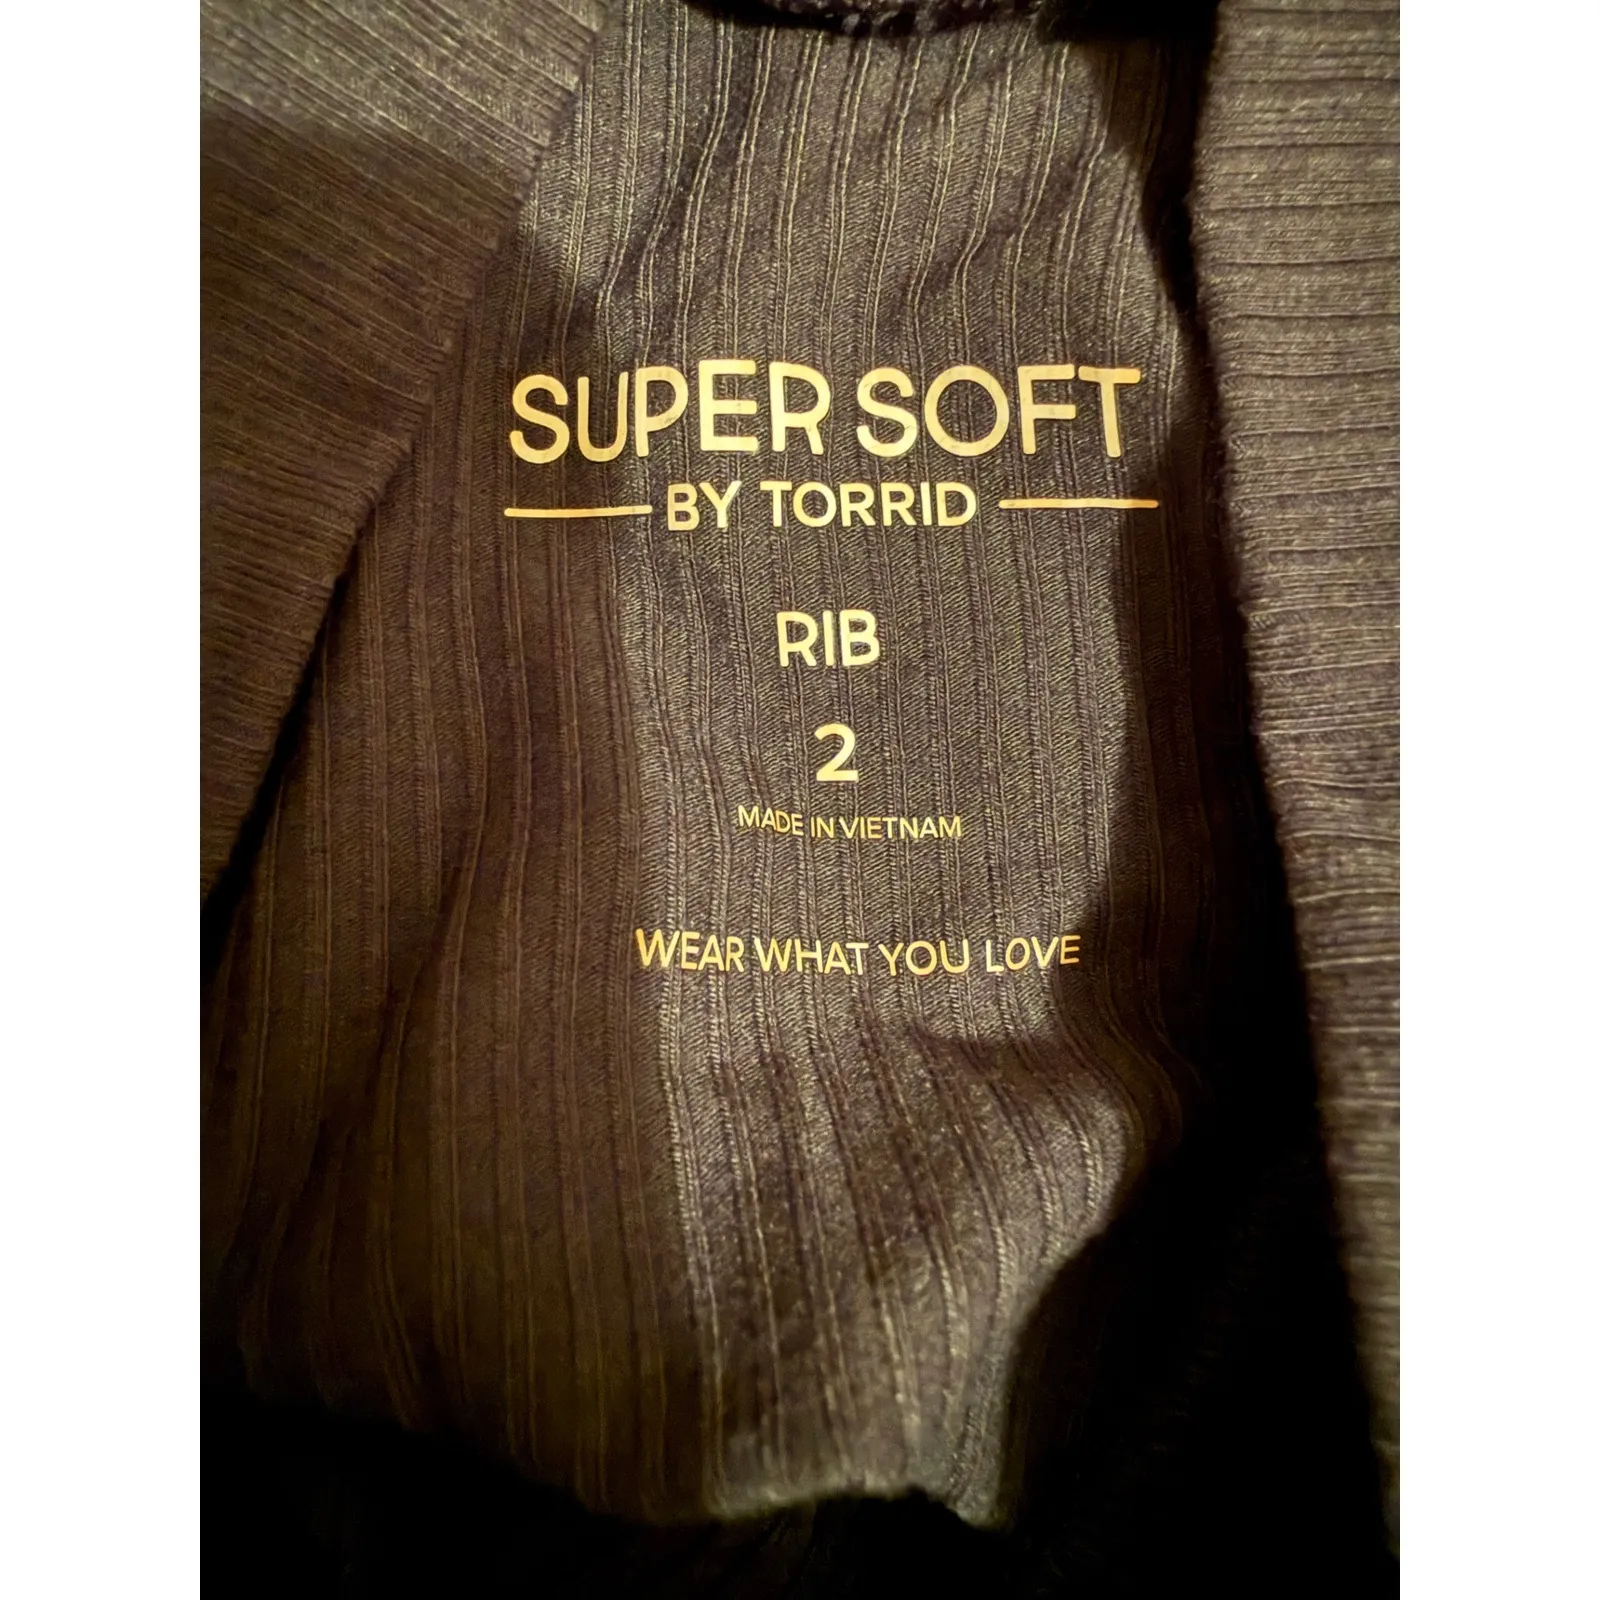 SUPER SOFT
BY TORRID
RIB
2
MADE IN VIETNAM
WEAR WHAT YOU LOVE